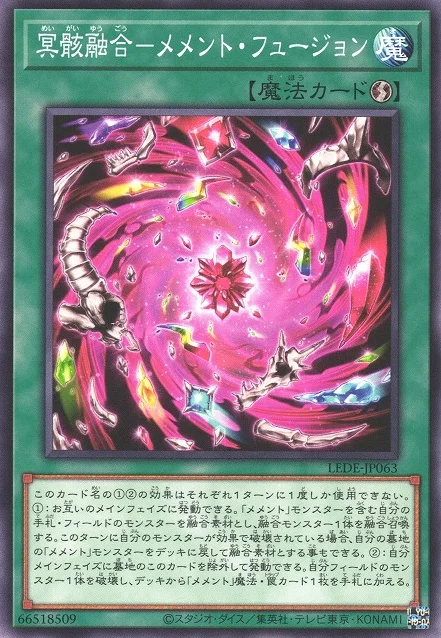 冥骸融合－メメント・フュージョン
魔
【魔法カード】
LEDE-JP063
このカード名の①②の効果はそれぞれ１ターンに１度しか使用できない。
①：お互いのメインフェイズに発動できる。「メメント」モンスターを含む自分の
手札・フィールドのモンスターを融合素材とし、融合モンスター１体を融合召喚
する。このターンに自分のモンスターが効果で破壊されている場合、自分の墓地
の「メメント」モンスターをデッキに戻して融合素材とする事もできる。②：自分
メインフェイズに墓地のこのカードを除外して発動できる。自分フィールドのモン
スター１体を破壊し、デッキから「メメント」魔法・罠カード１枚を手札に加える。
66518509
©スタジオ・ダイス／集英社・テレビ東京・KONAMI